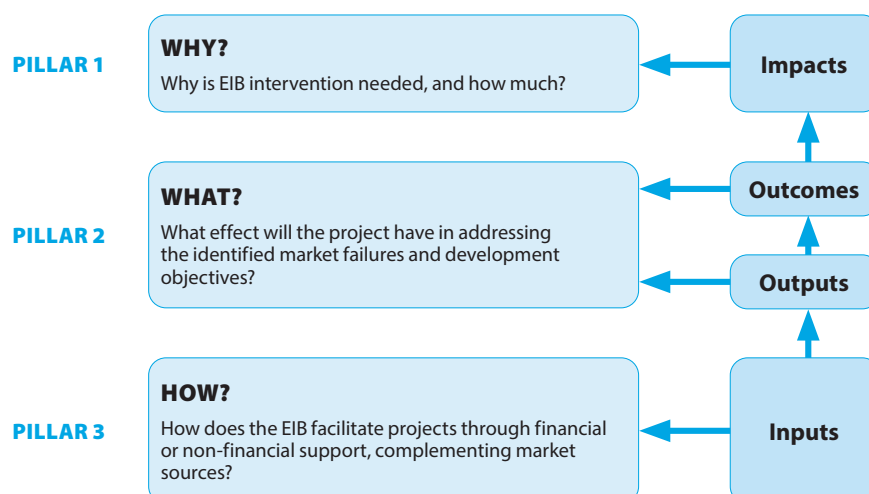 PILLAR 1
WHY?
Why is EIB intervention needed, and how much?
Impacts
PILLAR 2
WHAT?
What effect will the project have in addressing
the identified market failures and development
objectives?
Outcomes
Outputs
PILLAR 3
HOW?
How does the EIB facilitate projects through financial
or non-financial support, complementing market
sources?
Inputs